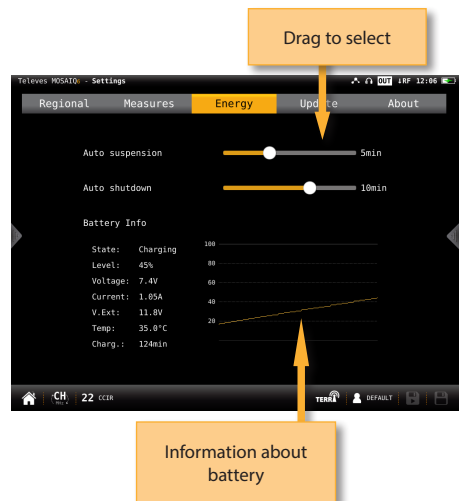 Drag to select
Televes MOSAIQ6 - Settings OUT ↓RF 12:06
Regional Measures Energy Update About
Auto suspension 5min
Auto shutdown 10min
Battery Info
State: Charging
Level: 45%
Voltage: 7.4V
Current: 1.05A
V.Ext: 11.8V
Temp: 35.0°C
Charg.: 124min
100
80
60
40
20
CH 22 CCIR TERR DEFAULT
Information about
battery